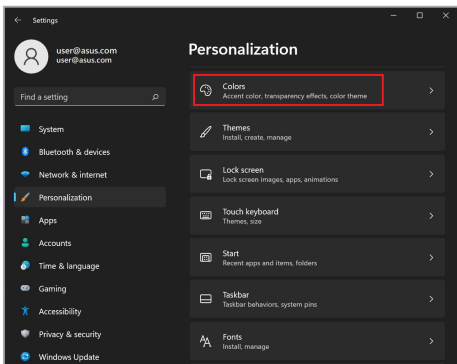 Settings
user@asus.com
user@asus.com
Find a setting
System
Bluetooth & devices
Network & internet
Personalization
Apps
Accounts
Time & language
Gaming
Accessibility
Privacy & security
Windows Update
Personalization
Colors
Accent color, transparency effects, color theme
Themes
Install, create, manage
Lock screen
Lock screen images, apps, animations
Touch keyboard
Themes, size
Start
Recent apps and items, folders
Taskbar
Taskbar behaviors, system pins
Fonts
Install, manage